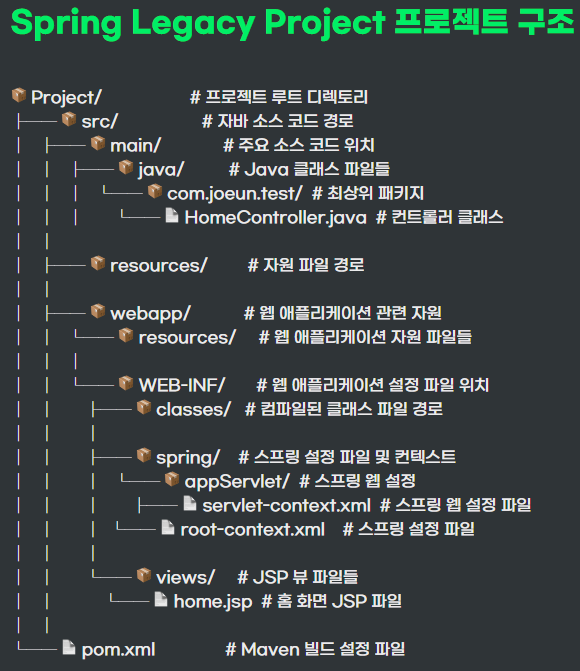 Spring Legacy Project 프로젝트 구조
Project/ # 프로젝트 루트 디렉토리
src/ # 자바 소스 코드 경로
main/ # 주요 소스 코드 위치
java/ # Java 클래스 파일들
com.joeun.test/ # 최상위 패키지
HomeController.java # 컨트롤러 클래스
resources/ # 자원 파일 경로
webapp/ # 웹 애플리케이션 관련 자원
resources/ # 웹 애플리케이션 자원 파일들
WEB-INF/ # 웹 애플리케이션 설정 파일 위치
classes/ # 컴파일된 클래스 파일 경로
spring/ # 스프링 설정 파일 및 컨텍스트
appServlet/ # 스프링 웹 설정
servlet-context.xml # 스프링 웹 설정 파일
root-context.xml # 스프링 설정 파일
views/ # JSP 뷰 파일들
home.jsp # 홈 화면 JSP 파일
pom.xml # Maven 빌드 설정 파일